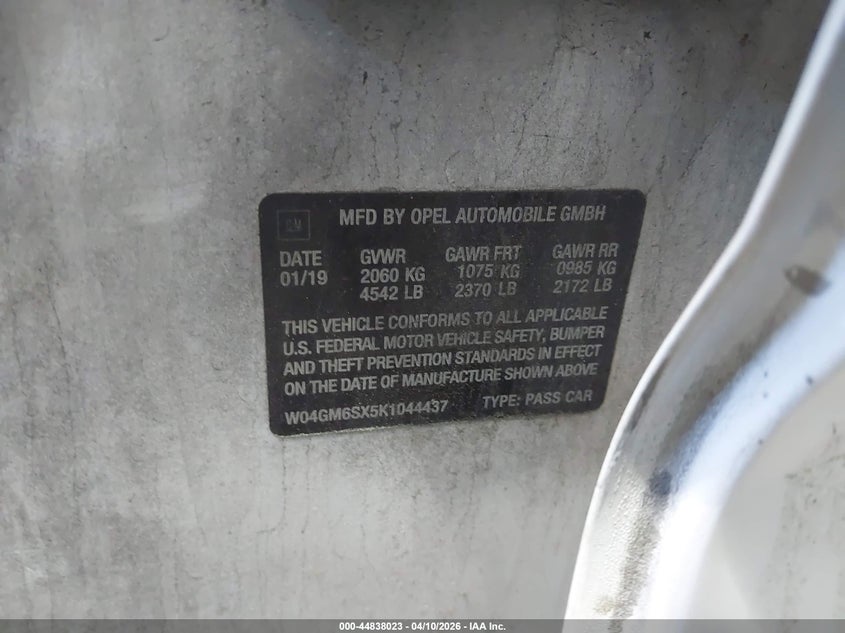 GM
MFD BY OPEL AUTOMOBILE GMBH
DATE GVWR GAWR FRT GAWR RR
01/19 2060 KG 1075 KG 0985 KG
4542 LB 2370 LB 2172 LB
THIS VEHICLE CONFORMS TO ALL APPLICABLE
U.S. FEDERAL MOTOR VEHICLE SAFETY, BUMPER
AND THEFT PREVENTION STANDARDS IN EFFECT
ON THE DATE OF MANUFACTURE SHOWN ABOVE
W04GM6SX5K1044437 TYPE: PASS CAR
000-44838023 — 04/10/2026 — IAA Inc.